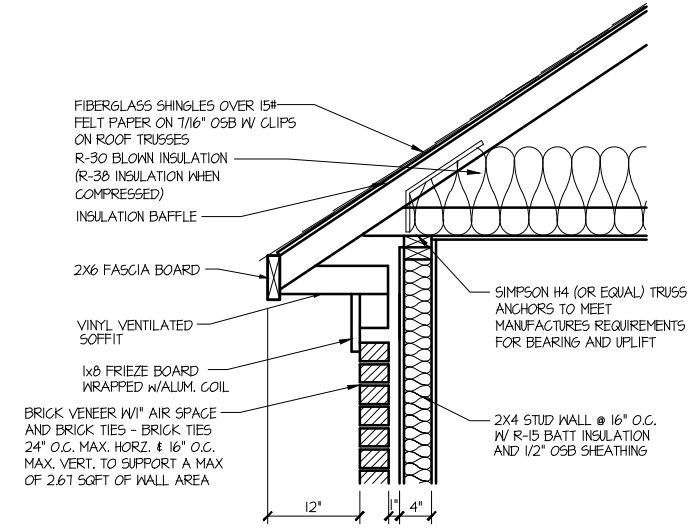 FIBERGLASS SHINGLES OVER 15#
FELT PAPER ON 7/16" OSB W/ CLIPS
ON ROOF TRUSSES
R-30 BLOWN INSULATION
(R-38 INSULATION WHEN
COMPRESSED)
INSULATION BAFFLE
2X6 FASCIA BOARD
VINYL VENTILATED
SOFFIT
1x8 FRIEZE BOARD
WRAPPED W/ALUM. COIL
BRICK VENEER W/1" AIR SPACE
AND BRICK TIES - BRICK TIES
24" O.C. MAX. HORZ. & 16" O.C.
MAX. VERT. TO SUPPORT A MAX
OF 2.67 SQFT OF WALL AREA
SIMPSON H4 (OR EQUAL) TRUSS
ANCHORS TO MEET
MANUFACTURES REQUIREMENTS
FOR BEARING AND UPLIFT
2X4 STUD WALL @ 16" O.C.
W/ R-15 BATT INSULATION
AND 1/2" OSB SHEATHING
12" 1" 4"